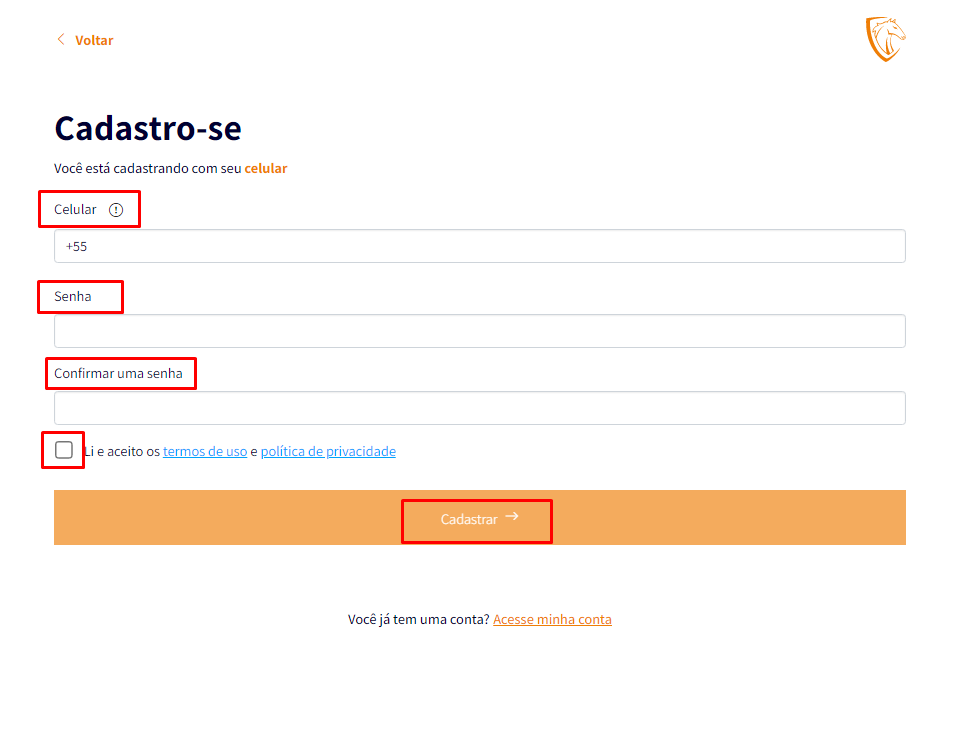 Voltar
Cadastro-se
Você está cadastrando com seu celular
Celular
+55
Senha
Confirmar uma senha
Li e aceito os termos de uso e política de privacidade
Cadastrar →
Você já tem uma conta? Acesse minha conta